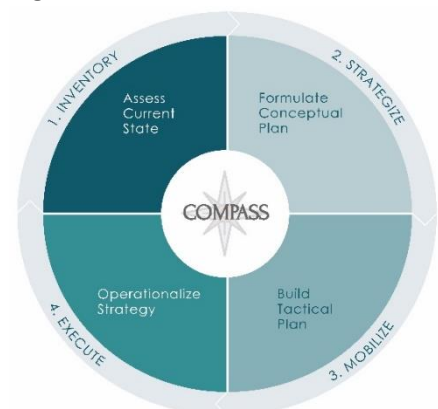 1. INVENTORY
Assess
Current
State
2. STRATEGIZE
Formulate
Conceptual
Plan
COMPASS
3. MOBILIZE
Build
Tactical
Plan
4. EXECUTE
Operationalize
Strategy